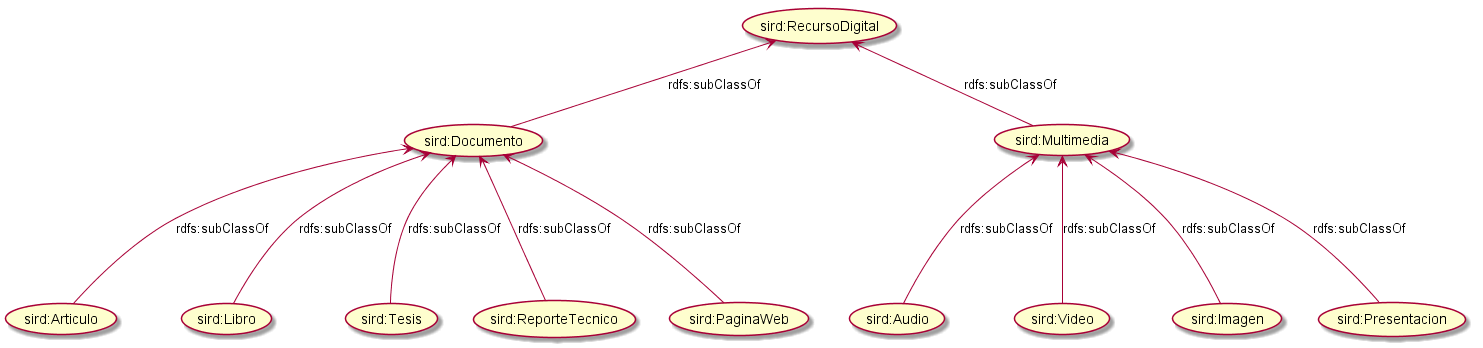 sird:RecursoDigital
rdfs:subClassOf
rdfs:subClassOf
sird:Documento
sird:Multimedia
rdfs:subClassOf
rdfs:subClassOf
rdfs:subClassOf
rdfs:subClassOf
rdfs:subClassOf
rdfs:subClassOf
rdfs:subClassOf
rdfs:subClassOf
rdfs:subClassOf
sird:Articulo
sird:Libro
sird:Tesis
sird:ReporteTecnico
sird:PaginaWeb
sird:Audio
sird:Video
sird:Imagen
sird:Presentacion